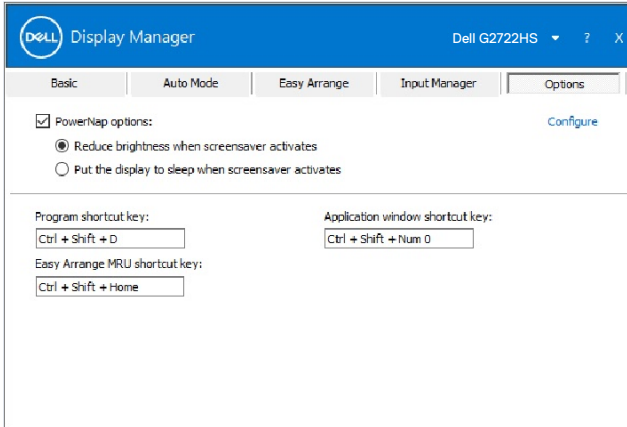 DELL Display Manager
Dell G2722HS ? X
Basic Auto Mode Easy Arrange Input Manager Options
PowerNap options: Configure
Reduce brightness when screensaver activates
Put the display to sleep when screensaver activates
Program shortcut key: Application window shortcut key:
Ctrl + Shift + D Ctrl + Shift + Num 0
Easy Arrange MRU shortcut key:
Ctrl + Shift + Home